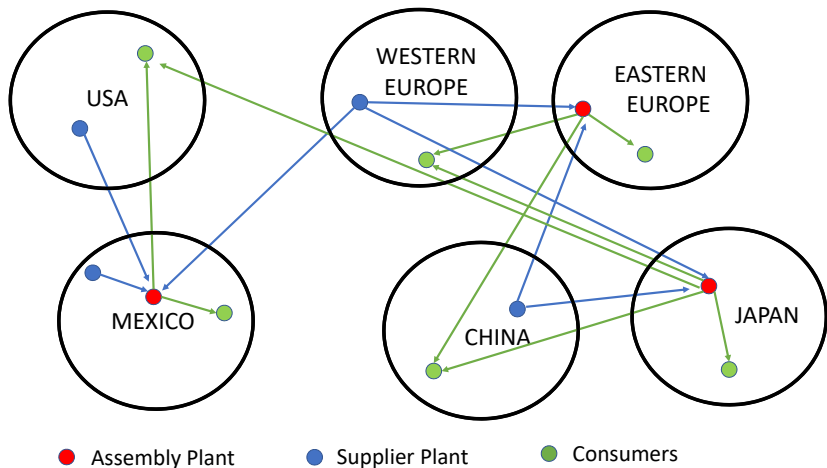 USA
WESTERN
EUROPE
EASTERN
EUROPE
MEXICO
CHINA
JAPAN
Assembly Plant
Supplier Plant
Consumers